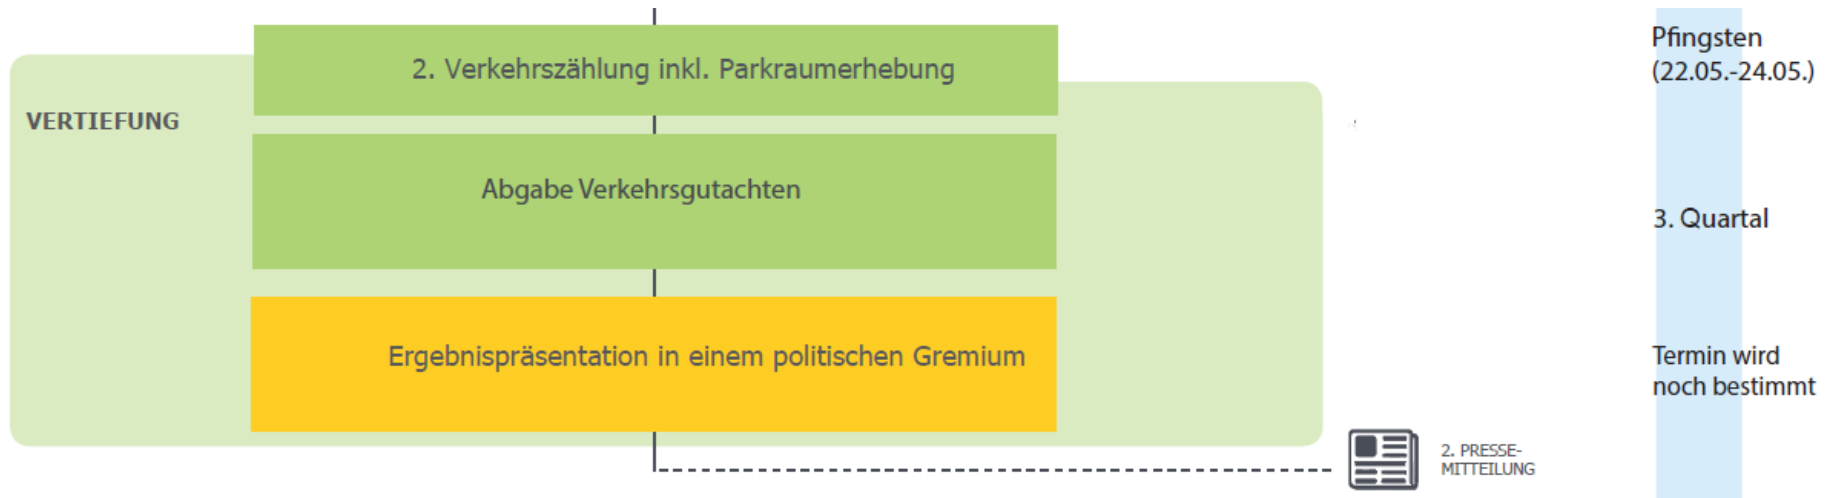 2. Verkehrszählung inkl. Parkraumerhebung
Pfingsten
(22.05.-24.05.)
VERTIEFUNG
Abgabe Verkehrsgutachten
3. Quartal
Ergebnispräsentation in einem politischen Gremium
Termin wird
noch bestimmt
2. PRESSE-
MITTEILUNG